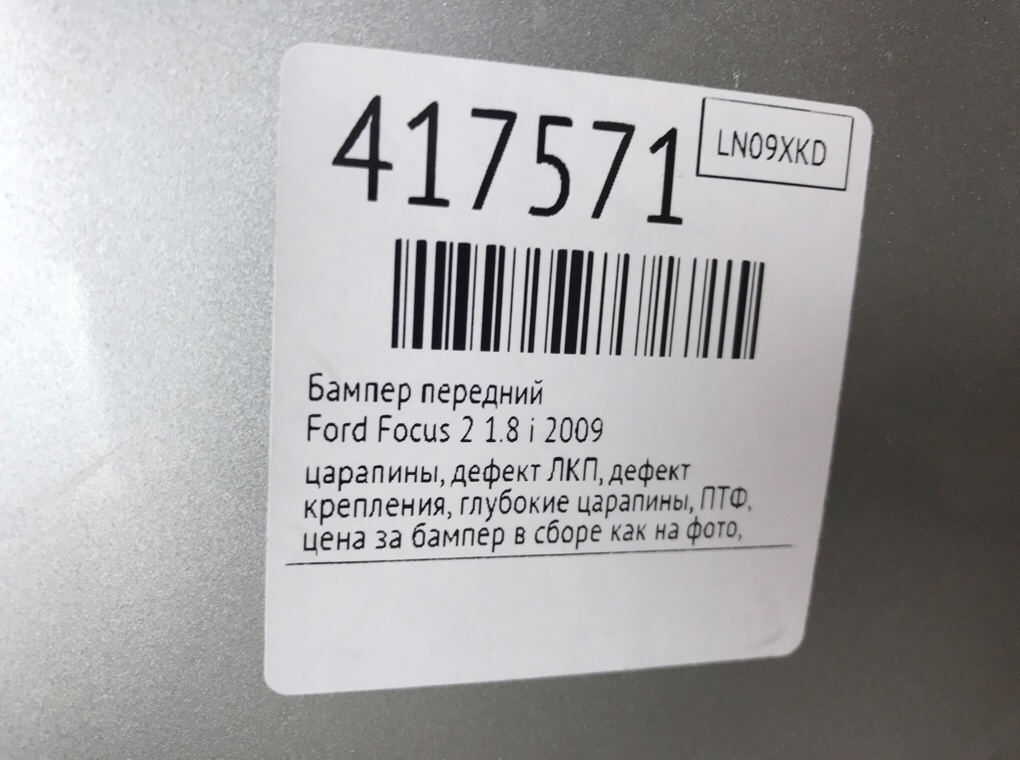 417571
LN09XKD
Бампер передний
Ford Focus 2 1.8 i 2009
царапины, дефект ЛКП, дефект
крепления, глубокие царапины, ПТФ,
цена за бампер в сборе как на фото,